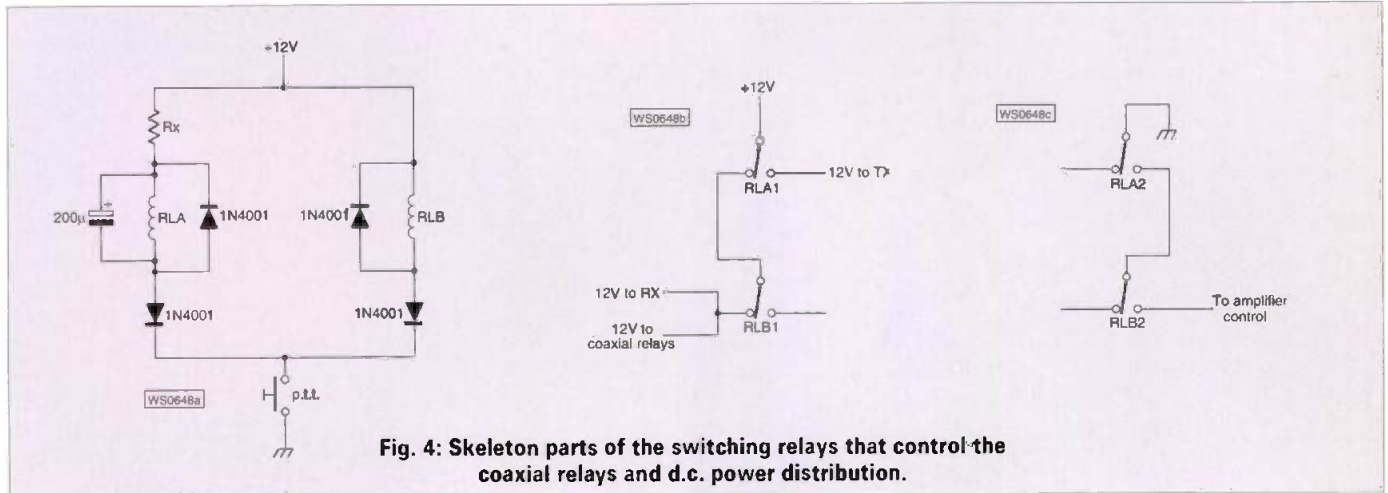 +12V
Rx
200µ
+
RLA
1N4001
1N4001
RLB
1N4001
1N4001
p.t.t.
WS0648a
+12V
WS0648b
RLA1
12V to TX
12V to RX
12V to
coaxial relays
RLB1
WS0648c
RLA2
To amplifier
control
RLB2
Fig. 4: Skeleton parts of the switching relays that control the
coaxial relays and d.c. power distribution.